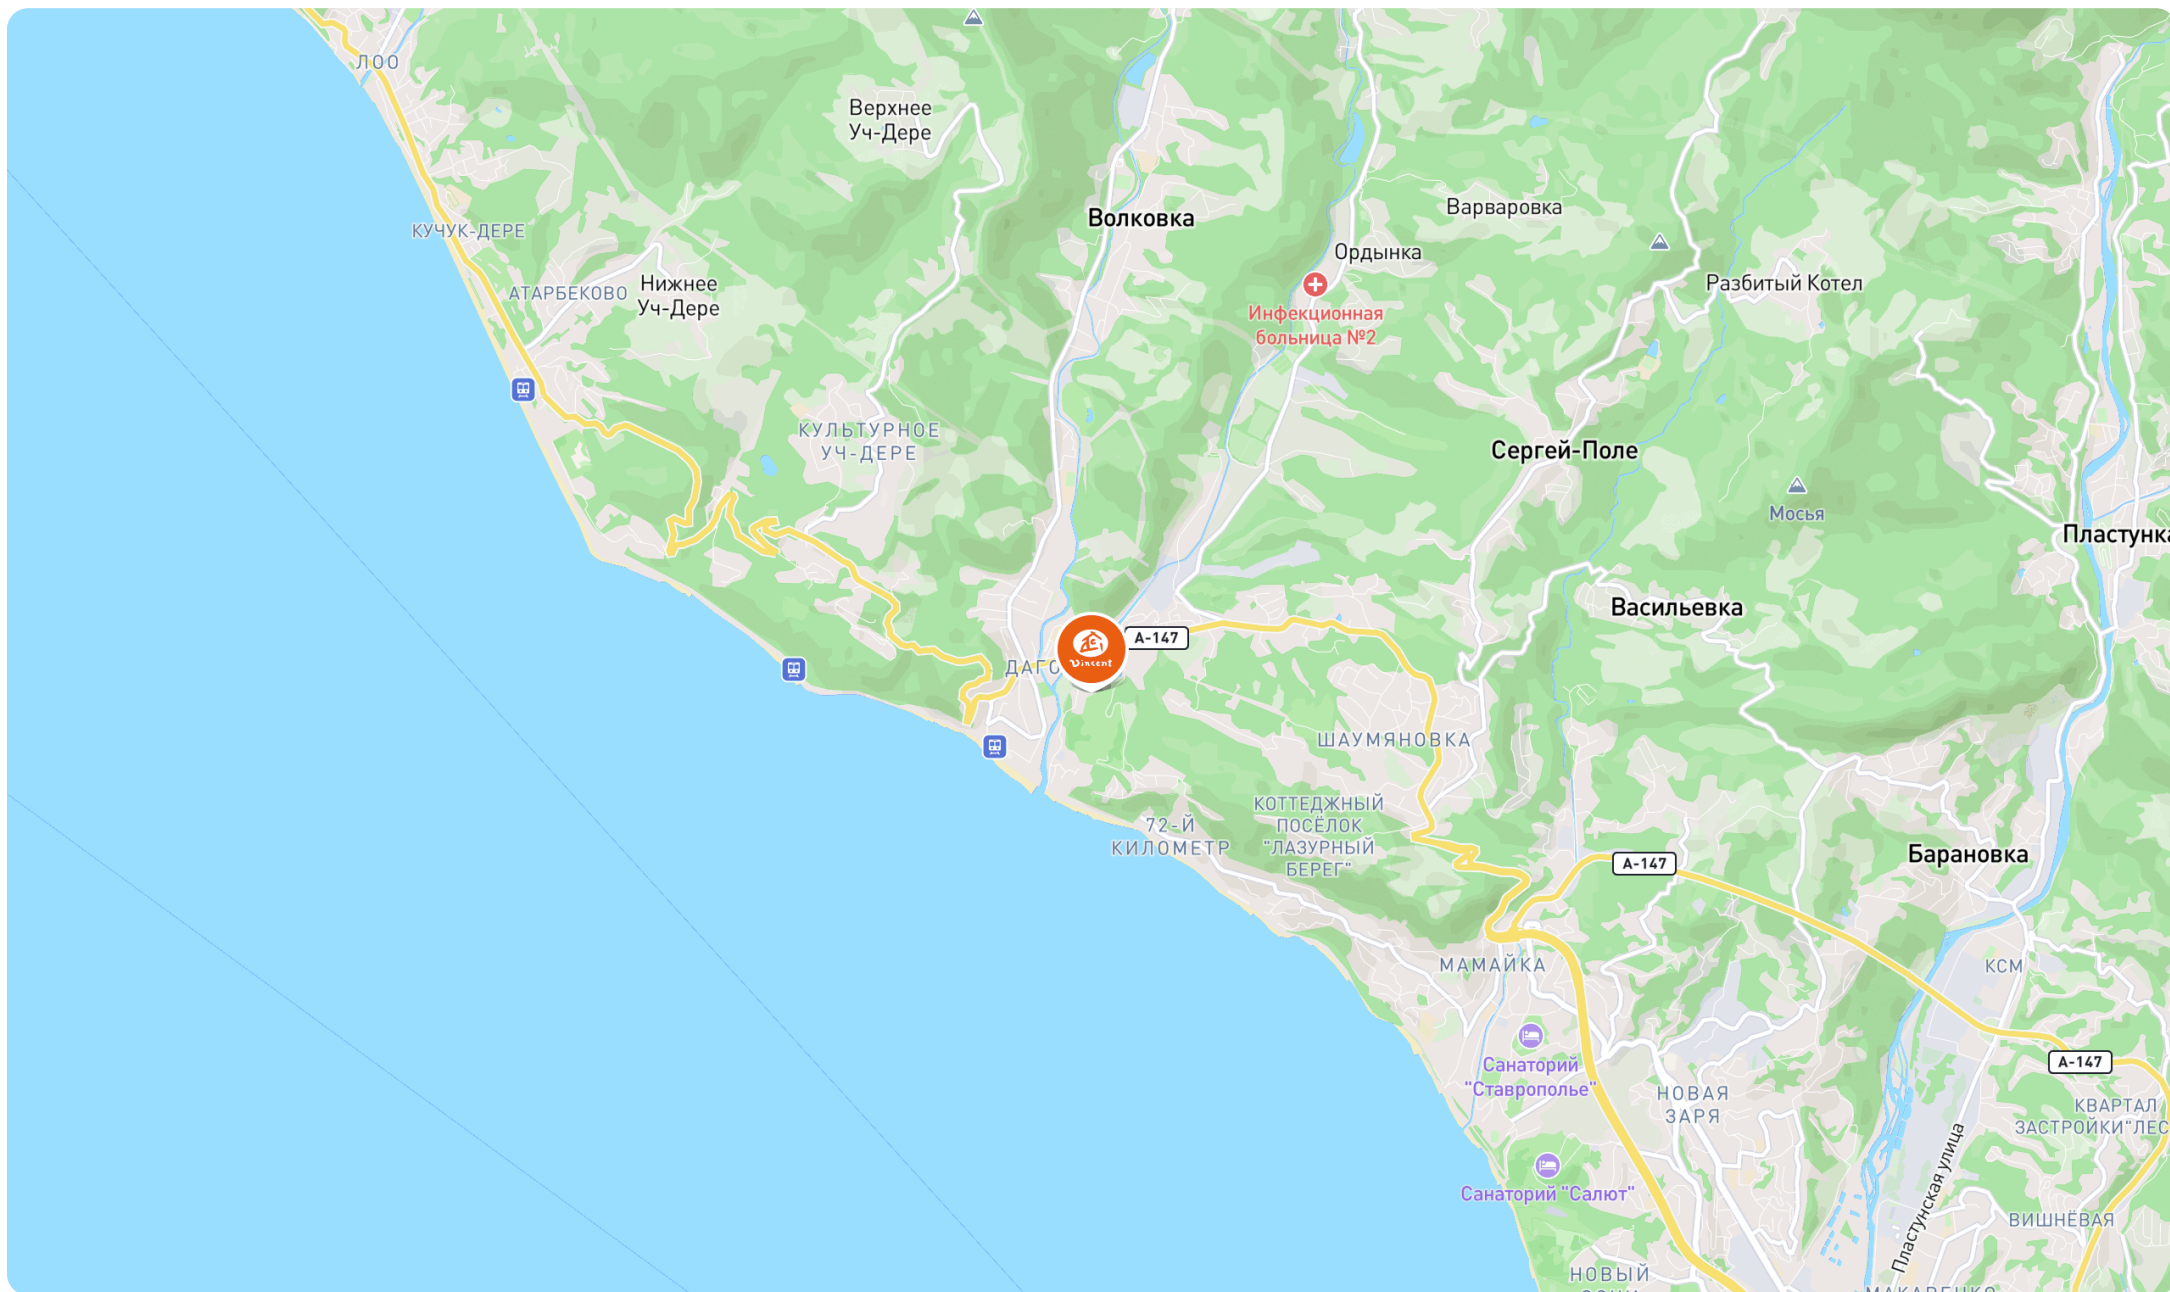 ЛОО
Верхнее
Уч-Дере
Волковка
Варваровка
КУЧУК-ДЕРЕ
Ордынка
АТАРБЕКОВО
Нижнее
Уч-Дере
Разбитый Котел
Инфекционная
больница №2
КУЛЬТУРНОЕ
УЧ-ДЕРЕ
Сергей-Поле
Мосья
Пластунка
Васильевка
A-147
Vincent
ДАГО
ШАУМЯНОВКА
КОТТЕДЖНЫЙ
ПОСЁЛОК
"ЛАЗУРНЫЙ
БЕРЕГ"
72-Й
КИЛОМЕТР
A-147
Барановка
МАМАЙКА
КСМ
Санаторий
"Ставрополье"
A-147
НОВАЯ
ЗАРЯ
КВАРТАЛ
ЗАСТРОЙКИ"ЛЕС
Пластунская улица
Санаторий "Салют"
ВИШНЁВАЯ
НОВЫЙ
МАКАРЕНКО